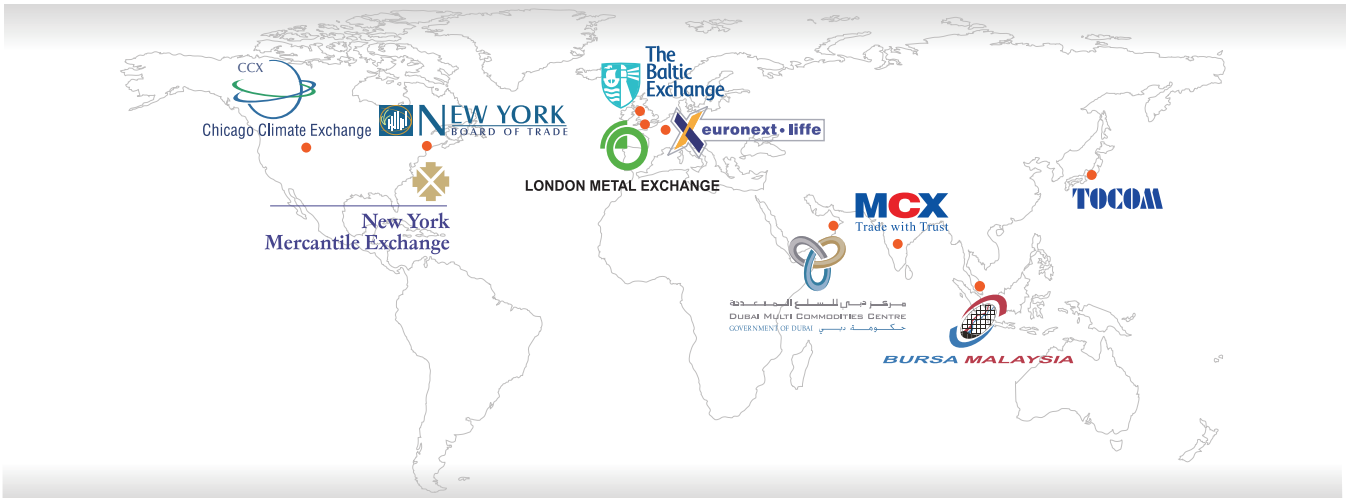 CCX
Chicago Climate Exchange
NEW YORK
BOARD OF TRADE
New York
Mercantile Exchange
The
Baltic
Exchange
euronext•liffe
LONDON METAL EXCHANGE
MCX
Trade with Trust
TOCOM
مركز دبي للسلع المتعددة
DUBAI MULTI COMMODITIES CENTRE
GOVERNMENT OF DUBAI حكومة دبي
BURSA MALAYSIA